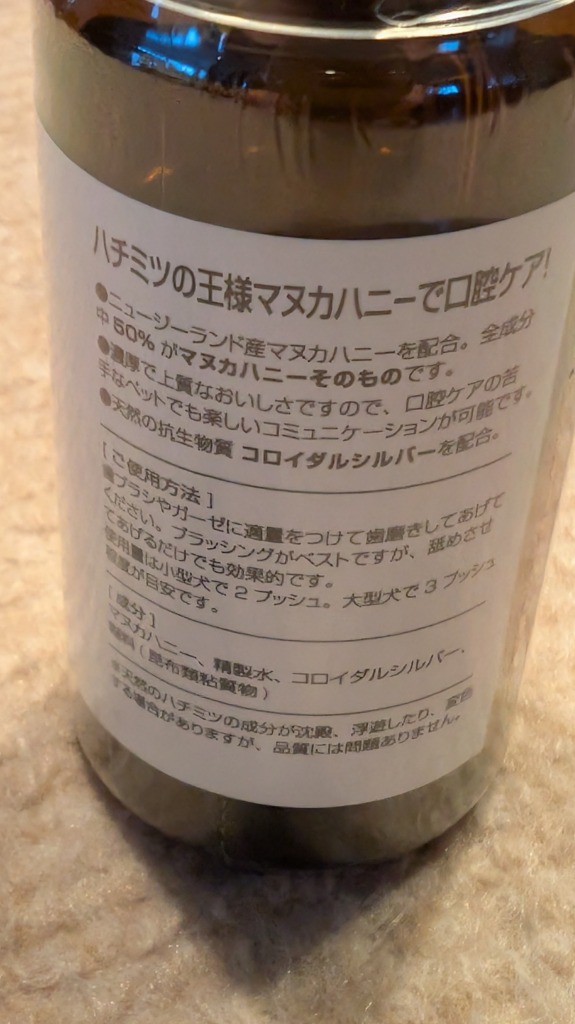 ハチミツの王様マヌカハニーで口腔ケア!
●ニュージーランド産マヌカハニーを配合。全成分
中50%がマヌカハニーそのものです。
●濃厚で上質なおいしさですので、口腔ケアの苦
手なペットでも楽しいコミュニケーションが可能です。
●天然の抗生物質 コロイダルシルバーを配合。
[ご使用方法]
歯ブラシやガーゼに適量をつけて歯磨きしてあげて
ください。ブラッシングがベストですが、舐めさせ
てあげるだけでも効果的です。
使用量は小型犬で2プッシュ。大型犬で3プッシュ
程度が目安です。
[成分]
マヌカハニー、精製水、コロイダルシルバー、
(昆布類粘質物)
※天然のハチミツの成分が沈殿、浮遊したり、変色
する場合がありますが、品質には問題ありません。